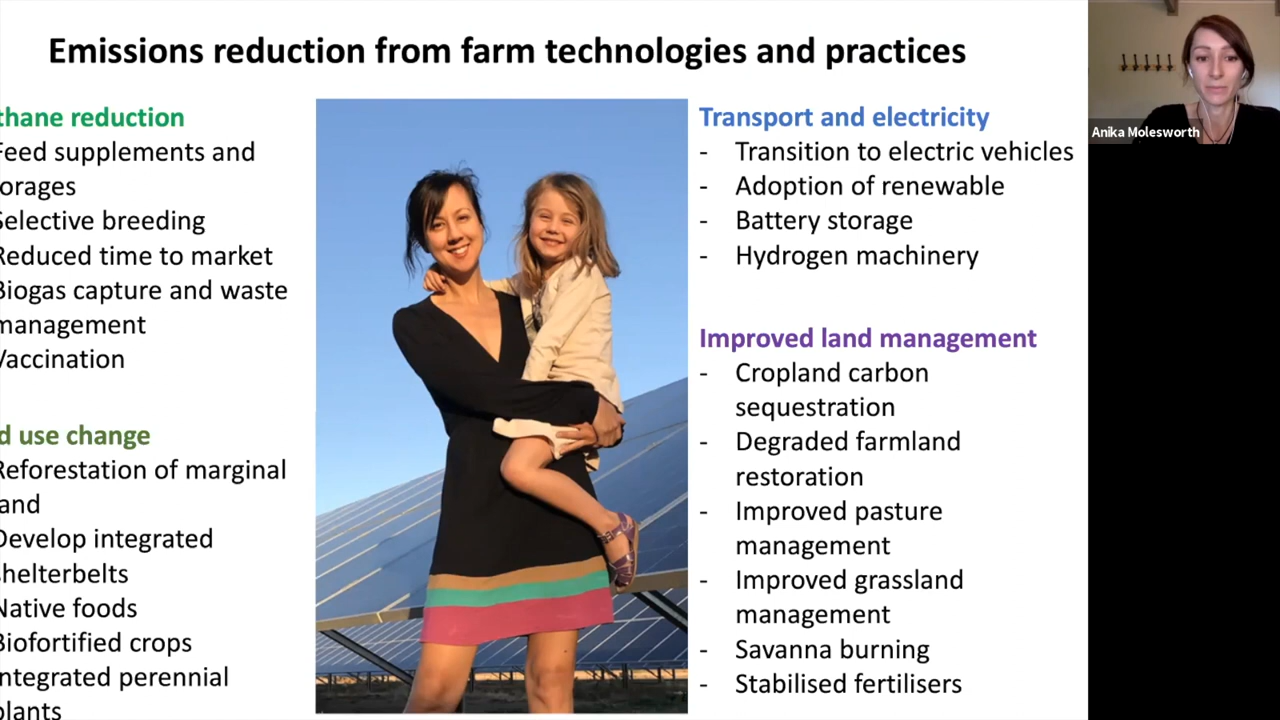 Emissions reduction from farm technologies and practices
thane reduction
Feed supplements and
orages
Selective breeding
Reduced time to market
Biogas capture and waste
management
Vaccination
d use change
Reforestation of marginal
and
Develop integrated
shelterbelts
Native foods
Biofortified crops
Integrated perennial
plants
Transport and electricity
- Transition to electric vehicles
- Adoption of renewable
- Battery storage
- Hydrogen machinery
Improved land management
- Cropland carbon
sequestration
- Degraded farmland
restoration
- Improved pasture
management
- Improved grassland
management
- Savanna burning
- Stabilised fertilisers
Anika Molesworth